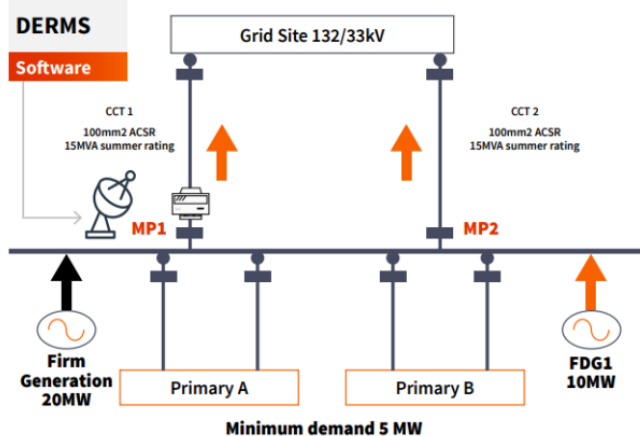 DERMS
Software
Grid Site 132/33kV
CCT 1
100mm2 ACSR
15MVA summer rating
CCT 2
100mm2 ACSR
15MVA summer rating
MP1
MP2
Firm
Generation
20MW
Primary A
Primary B
FDG1
10MW
Minimum demand 5 MW